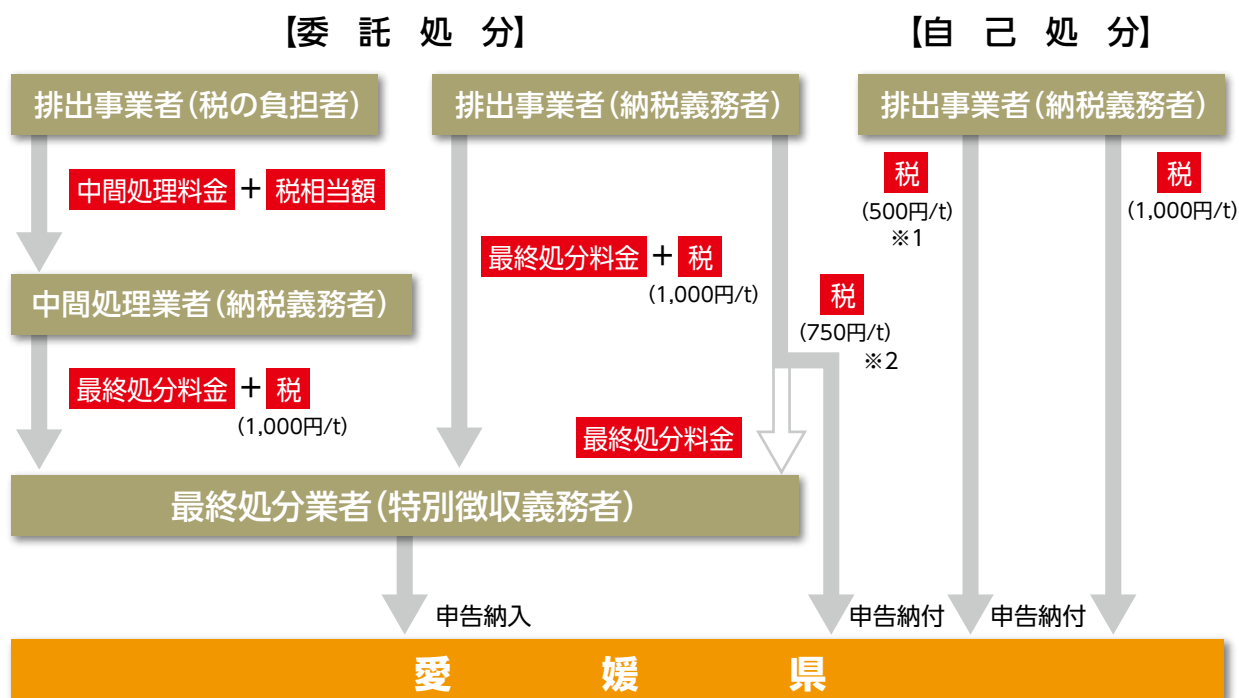 【委託処分】
【自己処分】
排出事業者(税の負担者)
排出事業者(納税義務者)
排出事業者(納税義務者)
中間処理料金 + 税相当額
税
(500円/t)
※1
税
(1,000円/t)
最終処分料金 + 税
(1,000円/t)
中間処理業者(納税義務者)
税
(750円/t)
※2
最終処分料金 + 税
(1,000円/t)
最終処分料金
最終処分業者(特別徴収義務者)
申告納入
申告納付
申告納付
愛媛県